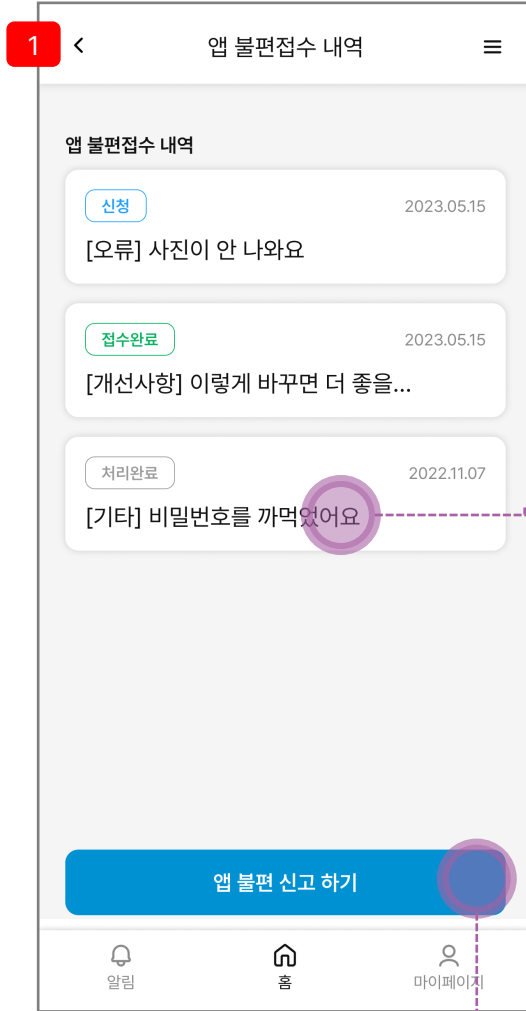 1
앱 불편접수 내역
앱 불편접수 내역
신청
2023.05.15
[오류] 사진이 안 나와요
접수완료
2023.05.15
[개선사항] 이렇게 바꾸면 더 좋을...
처리완료
2022.11.07
[기타] 비밀번호를 까먹었어요
앱 불편 신고 하기
알림
홈
마이페이지